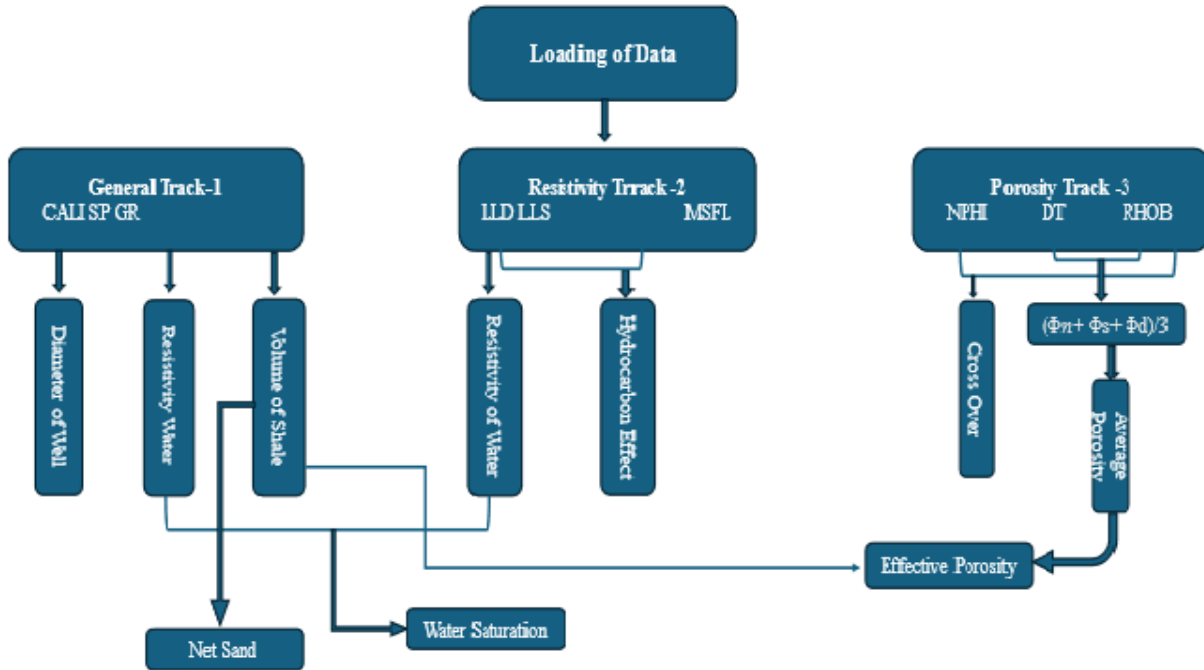 Loading of Data
General Track-1
CALI SP GR
Resistivity Trrack -2
LLD LLS MSFL
Porosity Track -3
NPHI DT RHOB
Diameter of Well
Resistivity Water
Volume of Shale
Resistivity of Water
Hydrocarbon Effect
Cross Over
(Φn+ Φs+ Φd)/3
Average
Porosity
Effective Porosity
Water Saturation
Net Sand